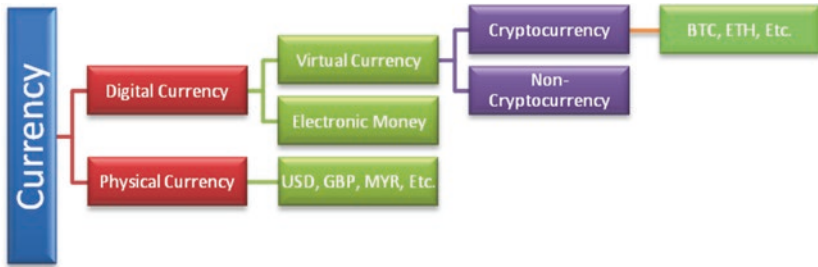 Currency
Digital Currency
Virtual Currency
Cryptocurrency
BTC, ETH, Etc.
Non-
Cryptocurrency
Electronic Money
Physical Currency
USD, GBP, MYR, Etc.